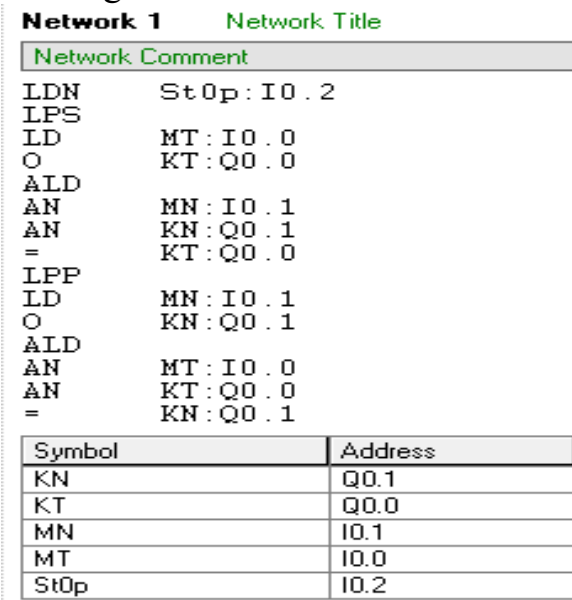 Network 1 Network Title
Network Comment
LDN St0p:I0.2
LPS
LD MT:I0.0
O KT:Q0.0
ALD
AN MN:I0.1
AN KN:Q0.1
= KT:Q0.0
LPP
LD MN:I0.1
O KN:Q0.1
ALD
AN MT:I0.0
AN KT:Q0.0
= KN:Q0.1
Symbol Address
KN Q0.1
KT Q0.0
MN I0.1
MT I0.0
St0p I0.2